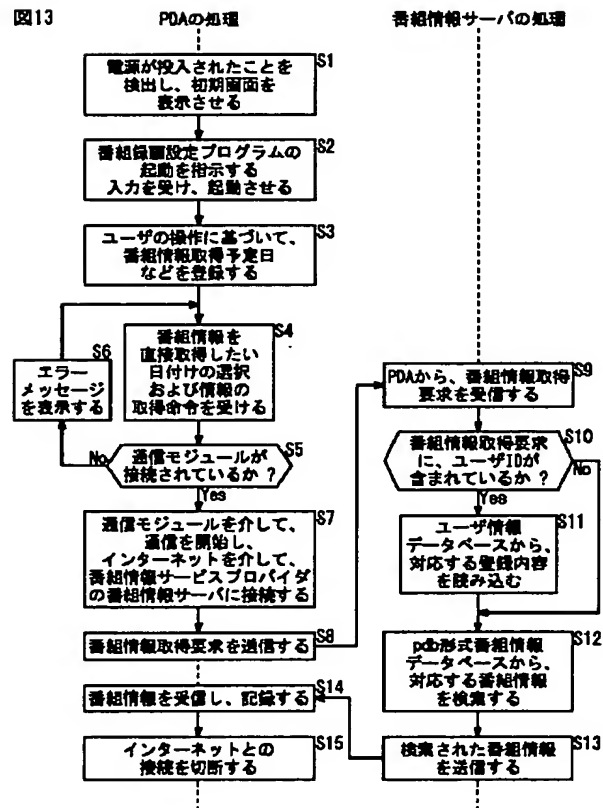 図13
PDAの処理
番組情報サーバの処理
電源が投入されたことを
検出し、初期画面を
表示させる
S1
番組録画設定プログラムの
起動を指示する
入力を受け、起動させる
S2
ユーザの操作に基づいて、
番組情報取得予定日
などを登録する
S3
番組情報を
直接取得したい
日付けの選択
および情報の
取得命令を受ける
S4
S6
エラー
メッセージ
を表示する
通信モジュールが
接続されているか ?
S5
No
Yes
通信モジュールを介して、
通信を開始し、
インターネットを介して、
番組情報サービスプロバイダ
の番組情報サーバに接続する
S7
番組情報取得要求を送信する
S8
PDAから、番組情報取得
要求を受信する
S9
番組情報取得要求
に、ユーザIDが
含まれているか ?
S10
No
Yes
ユーザ情報
データベースから、
対応する登録内容
を読み込む
S11
pdb形式番組情報
データベースから、
対応する番組情報
を検索する
S12
検索された番組情報
を送信する
S13
番組情報を受信し、記録する
S14
インターネットとの
接続を切断する
S15